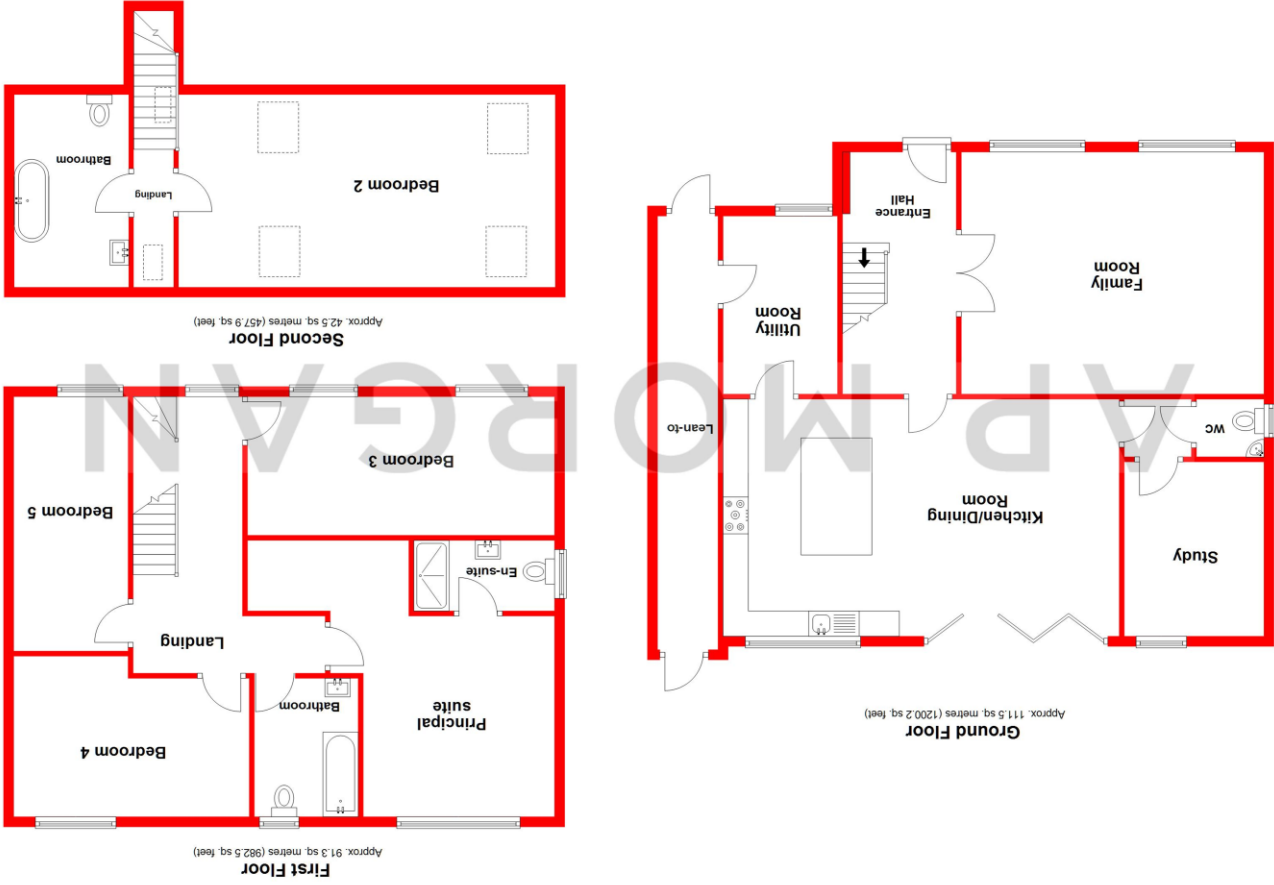 Ground Floor
Approx. 111.5 sq. metres (1200.2 sq. feet)
Study
Kitchen/Dining
Room
WC
Lean-to
Family
Room
Utility
Room
Entrance
Hall
First Floor
Approx. 91.3 sq. metres (982.5 sq. feet)
Principal
suite
Bathroom
Bedroom 4
Landing
En-suite
Bedroom 3
Bedroom 5
Second Floor
Approx. 42.5 sq. metres (457.9 sq. feet)
Bedroom 2
Landing
Bathroom
AP MORGAN